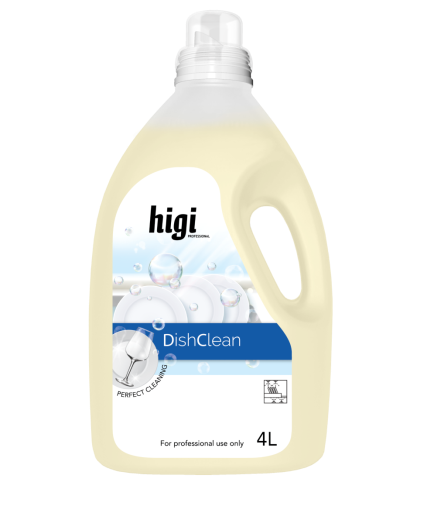 higi
PROFESSIONAL
DishClean
PERFECT CLEANING
For professional use only
4L